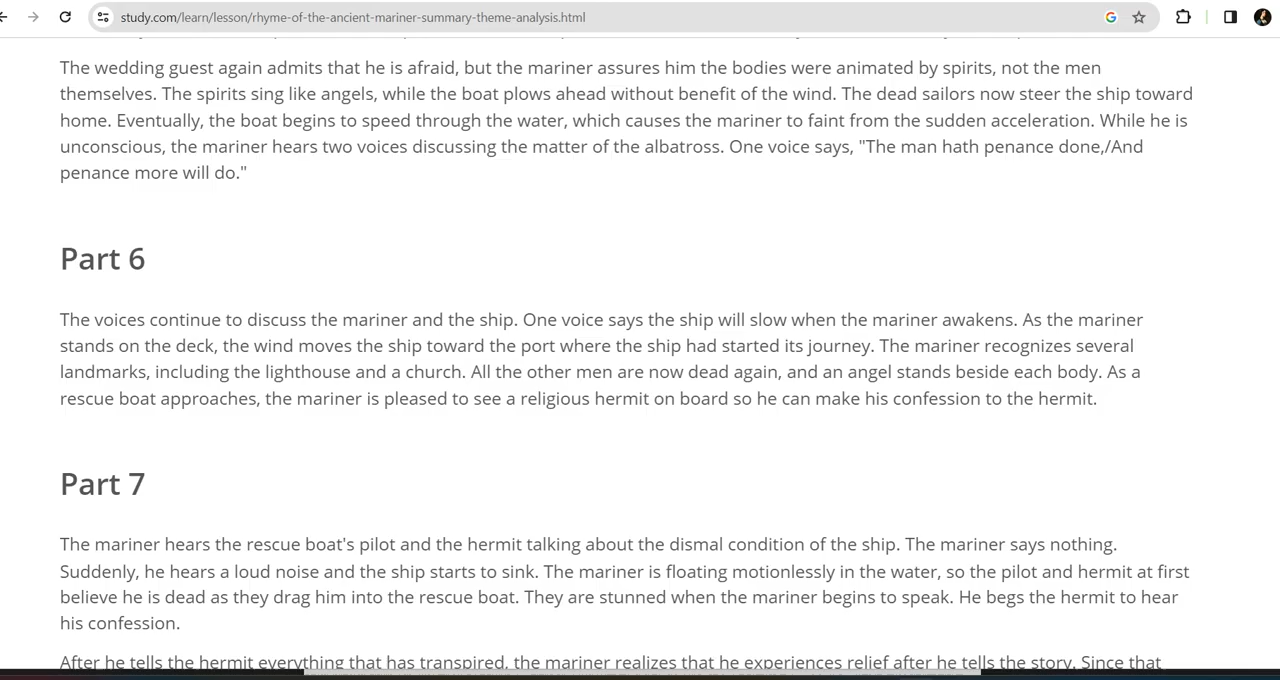 study.com/learn/lesson/rhyme-of-the-ancient-mariner-summary-theme-analysis.html
The wedding guest again admits that he is afraid, but the mariner assures him the bodies were animated by spirits, not the men
themselves. The spirits sing like angels, while the boat plows ahead without benefit of the wind. The dead sailors now steer the ship toward
home. Eventually, the boat begins to speed through the water, which causes the mariner to faint from the sudden acceleration. While he is
unconscious, the mariner hears two voices discussing the matter of the albatross. One voice says, "The man hath penance done,/And
penance more will do."
Part 6
The voices continue to discuss the mariner and the ship. One voice says the ship will slow when the mariner awakens. As the mariner
stands on the deck, the wind moves the ship toward the port where the ship had started its journey. The mariner recognizes several
landmarks, including the lighthouse and a church. All the other men are now dead again, and an angel stands beside each body. As a
rescue boat approaches, the mariner is pleased to see a religious hermit on board so he can make his confession to the hermit.
Part 7
The mariner hears the rescue boat's pilot and the hermit talking about the dismal condition of the ship. The mariner says nothing.
Suddenly, he hears a loud noise and the ship starts to sink. The mariner is floating motionlessly in the water, so the pilot and hermit at first
believe he is dead as they drag him into the rescue boat. They are stunned when the mariner begins to speak. He begs the hermit to hear
his confession.
After he tells the hermit everything that has transpired, the mariner realizes that he experiences relief after he tells the story. Since that